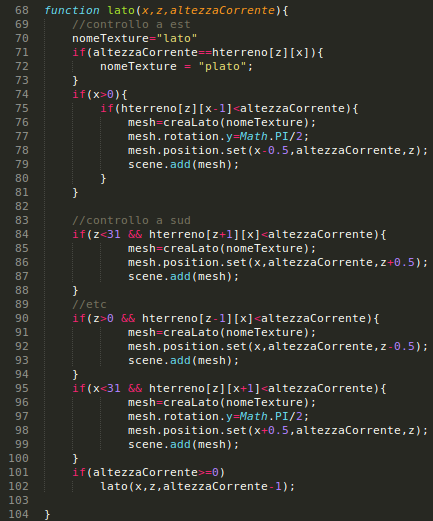 68 function lato(x,z,altezzaCorrente){
69     //controllo a est
70     nomeTexture="lato"
71     if(altezzaCorrente==hterreno[z][x]){
72         nomeTexture = "plato";
73     }
74     if(x>0){
75         if(hterreno[z][x-1]<altezzaCorrente){
76             mesh=creaLato(nomeTexture);
77             mesh.rotation.y=Math.PI/2;
78             mesh.position.set(x-0.5,altezzaCorrente,z);
79             scene.add(mesh);
80         }
81     }
82
83     //controllo a sud
84     if(z<31 && hterreno[z+1][x]<altezzaCorrente){
85             mesh=creaLato(nomeTexture);
86             mesh.position.set(x,altezzaCorrente,z+0.5);
87             scene.add(mesh);
88     }
89     //etc
90     if(z>0 && hterreno[z-1][x]<altezzaCorrente){
91             mesh=creaLato(nomeTexture);
92             mesh.position.set(x,altezzaCorrente,z-0.5);
93             scene.add(mesh);
94     }
95     if(x<31 && hterreno[z][x+1]<altezzaCorrente){
96             mesh=creaLato(nomeTexture);
97             mesh.rotation.y=Math.PI/2;
98             mesh.position.set(x+0.5,altezzaCorrente,z);
99             scene.add(mesh);
100     }
101     if(altezzaCorrente>=0)
102         lato(x,z,altezzaCorrente-1);
103
104 }